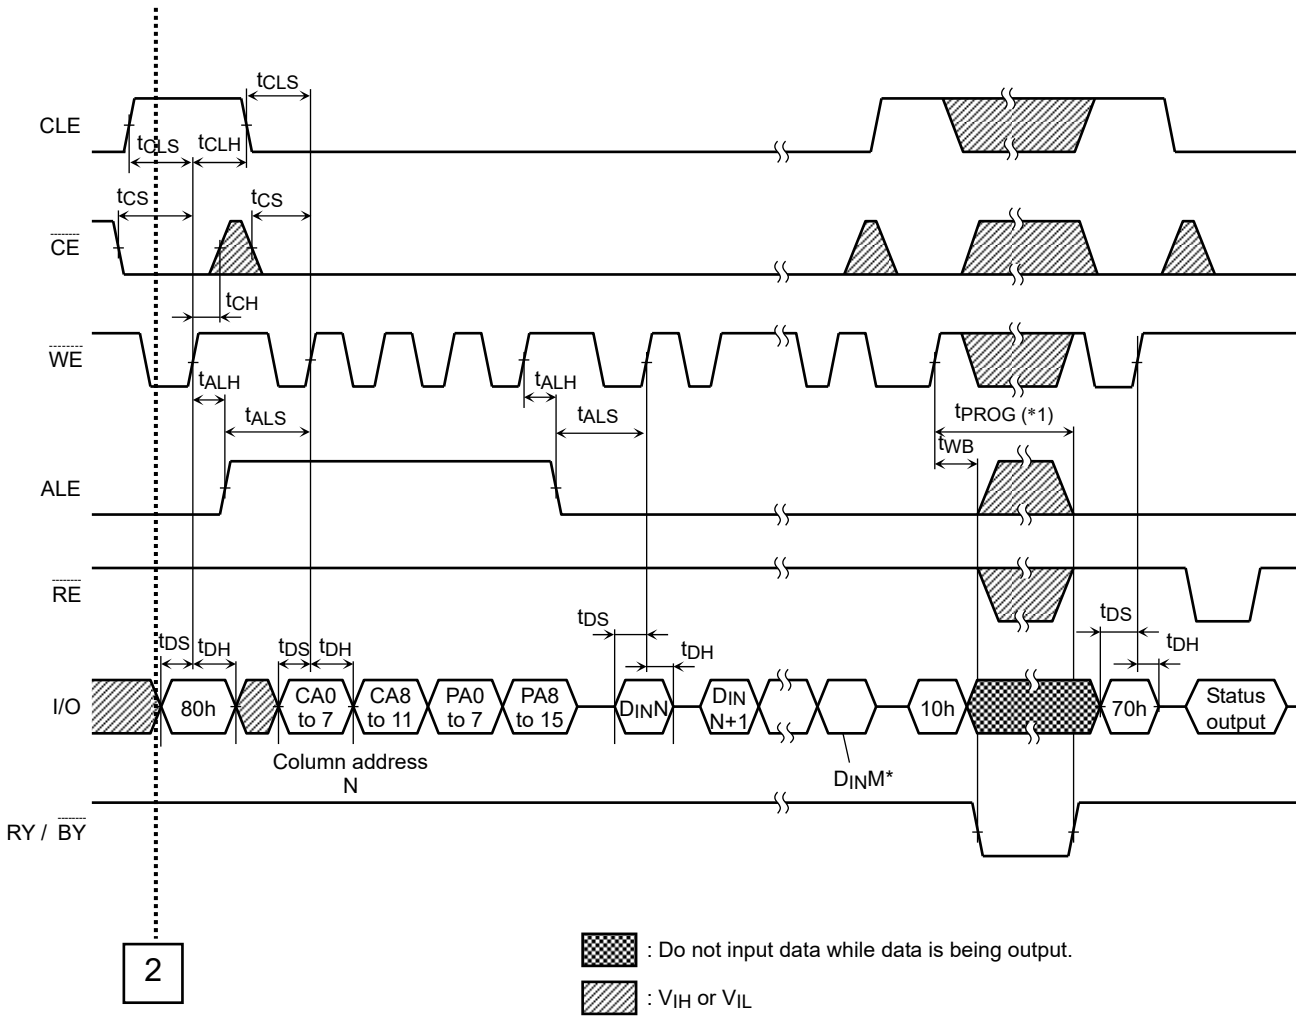 tCLS
CLE
tCLS
tCLH
tCS
tCS
CE
tCH
WE
tALH
tALH
tALS
tALS
tPROG (*1)
tWB
ALE
RE
tDS
tDH
tDS
tDH
tDS
tDH
tDS
tDH
I/O
80h
CA0
to 7
CA8
to 11
PA0
to 7
PA8
to 15
DINN
DIN
N+1
10h
70h
Status
output
Column address
N
DINM*
RY / BY
2
: Do not input data while data is being output.
: VIH or VIL